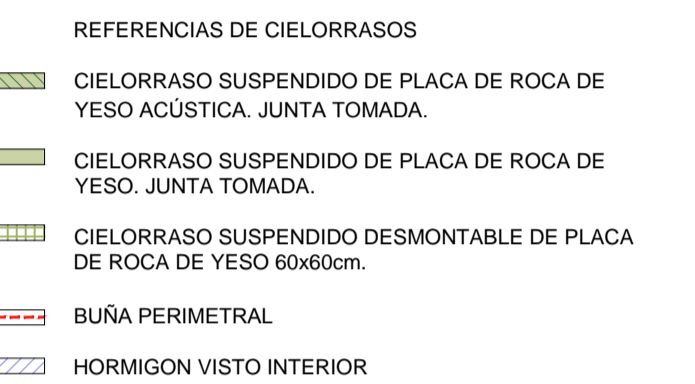 REFERENCIAS DE CIELORRASOS
CIELORRASO SUSPENDIDO DE PLACA DE ROCA DE
YESO ACÚSTICA. JUNTA TOMADA.
CIELORRASO SUSPENDIDO DE PLACA DE ROCA DE
YESO. JUNTA TOMADA.
CIELORRASO SUSPENDIDO DESMONTABLE DE PLACA
DE ROCA DE YESO 60x60cm.
BUÑA PERIMETRAL
HORMIGON VISTO INTERIOR